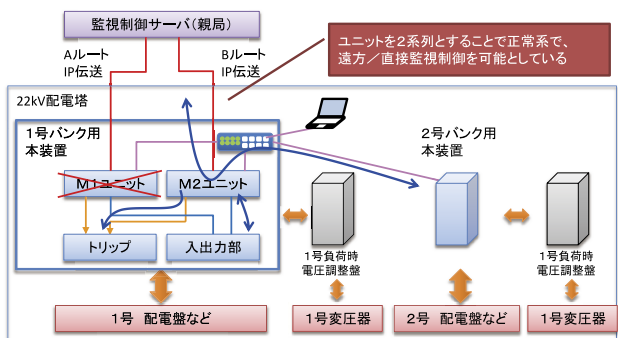 監視制御サーバ（親局）
Aルート
IP伝送
Bルート
IP伝送
ユニットを２系列とすることで正常系で、
遠方／直接監視制御を可能としている
22kV配電塔
1号バンク用
本装置
2号バンク用
本装置
M1ユニット
M2ユニット
トリップ
入出力部
1号負荷時
電圧調整盤
1号負荷時
電圧調整盤
1号　配電盤など
1号変圧器
2号　配電盤など
1号変圧器